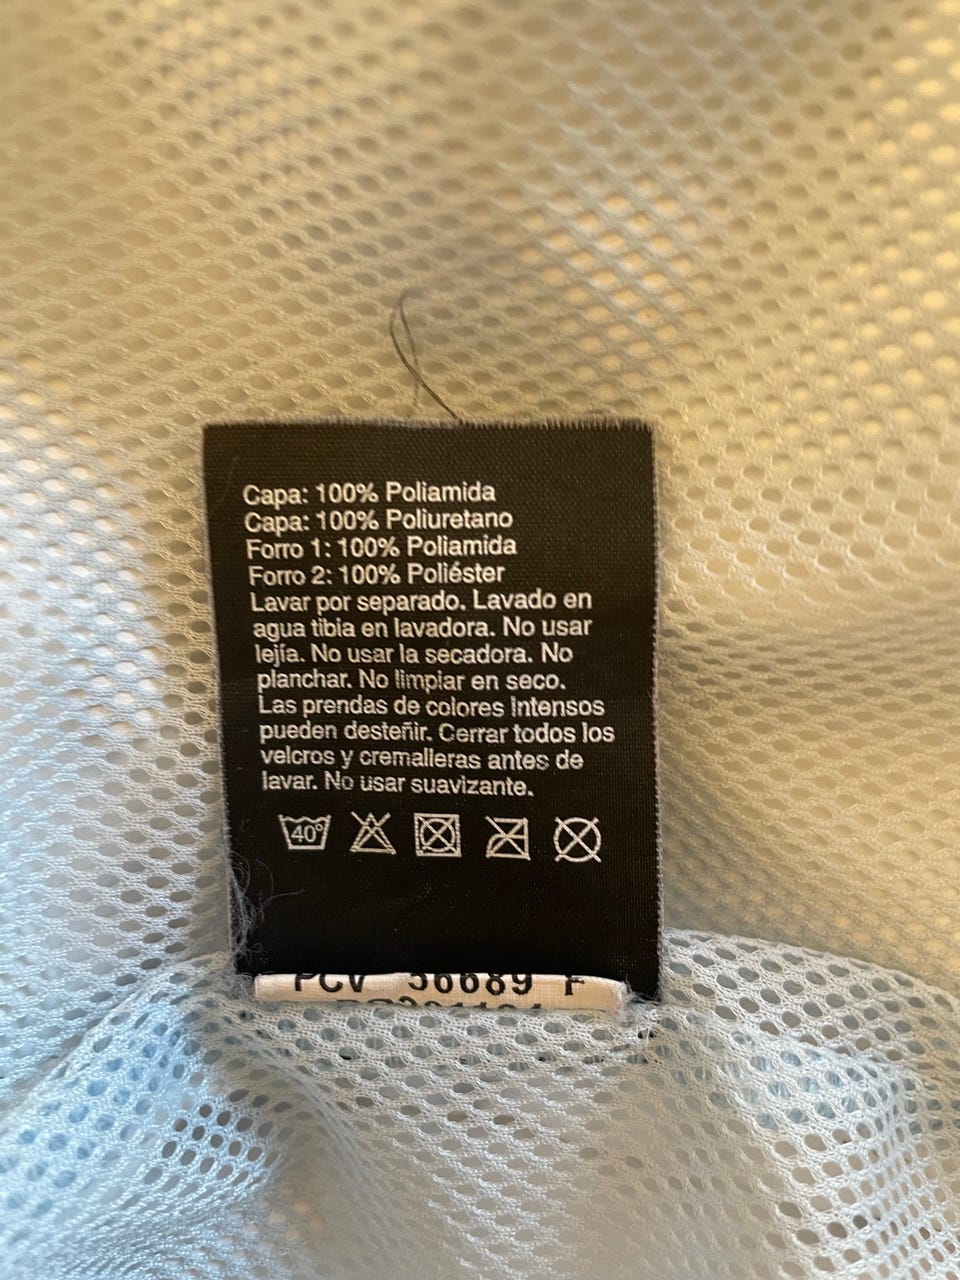 Capa: 100% Poliamida
Capa: 100% Poliuretano
Forro 1: 100% Poliamida
Forro 2: 100% Poliéster
Lavar por separado. Lavado en
agua tibia en lavadora. No usar
lejía. No usar la secadora. No
planchar. No limpiar en seco.
Las prendas de colores intensos
pueden desteñir. Cerrar todos los
velcros y cremalleras antes de
lavar. No usar suavizante.
40°
PCV 56689 F